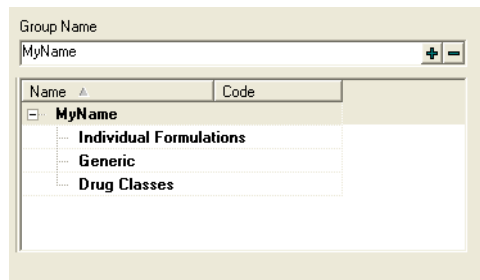 Group Name
MyName
Name Code
MyName
Individual Formulations
Generic
Drug Classes